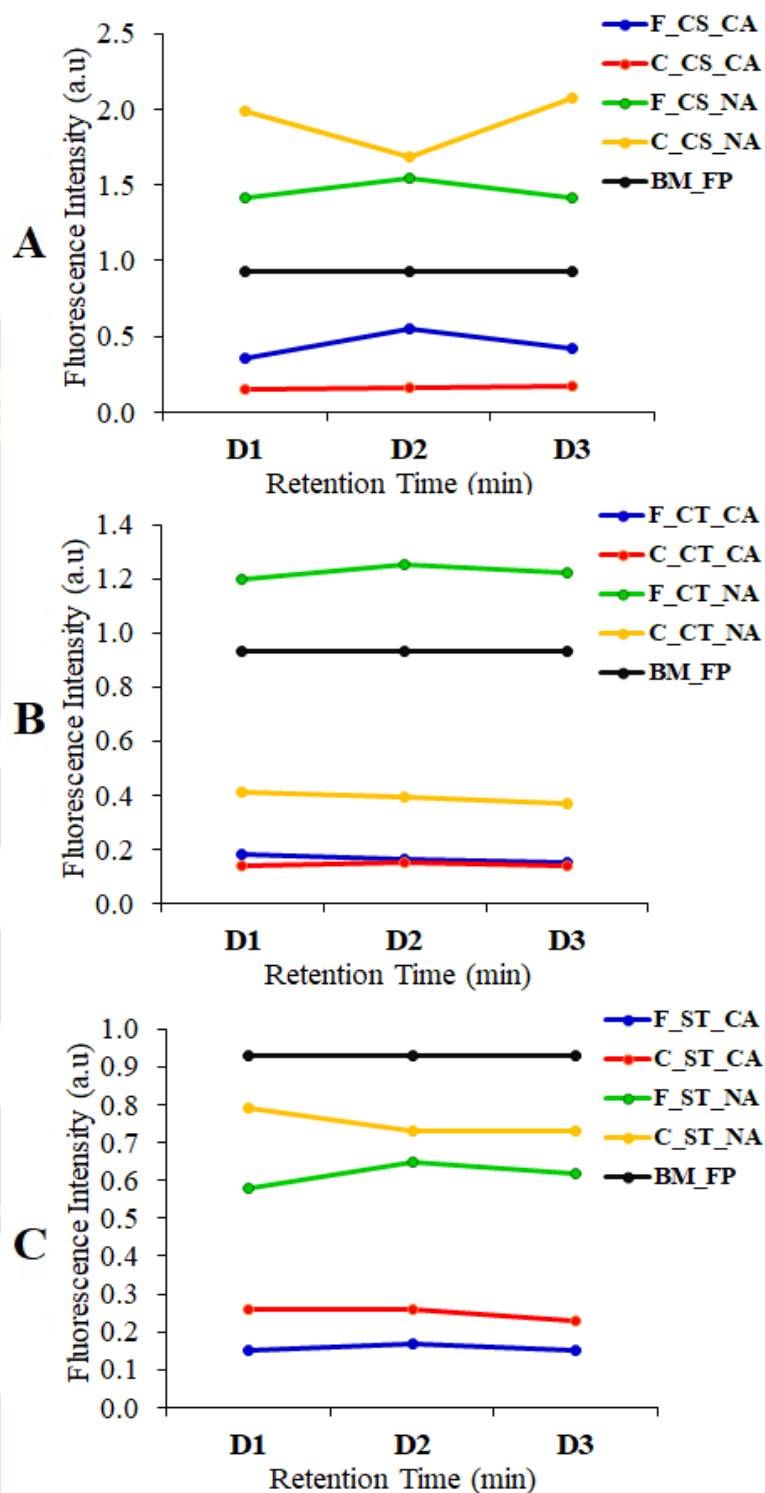 A
Fluorescence Intensity (a.u)
2.5
2.0
1.5
1.0
0.5
0.0
D1 D2 D3
Retention Time (min)
F_CS_CA
C_CS_CA
F_CS_NA
C_CS_NA
BM_FP
B
Fluorescence Intensity (a.u)
1.4
1.2
1.0
0.8
0.6
0.4
0.2
0.0
D1 D2 D3
Retention Time (min)
F_CT_CA
C_CT_CA
F_CT_NA
C_CT_NA
BM_FP
C
Fluorescence Intensity (a.u)
1.0
0.9
0.8
0.7
0.6
0.5
0.4
0.3
0.2
0.1
0.0
D1 D2 D3
Retention Time (min)
F_ST_CA
C_ST_CA
F_ST_NA
C_ST_NA
BM_FP